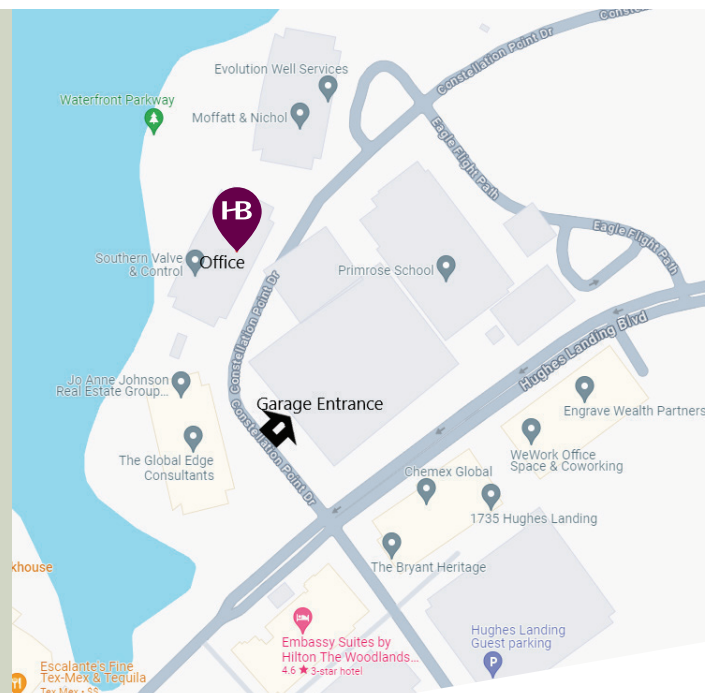 Constellation Point Dr
Conste
Evolution Well Services
Waterfront Parkway
Moffatt & Nichol
Eagle Flight Path
HB
Eagle Flight Path
Southern Valve
& Control
Office
Primrose School
Constellation Point Dr
Hughes Landing Blvd
Jo Anne Johnson
Real Estate Group...
Garage Entrance
Constellation Point Dr
Engrave Wealth Partners
The Global Edge
Consultants
WeWork Office
Space & Coworking
Chemex Global
1735 Hughes Landing
The Bryant Heritage
khouse
Hughes Landing
Guest parking
P
Embassy Suites by
Hilton The Woodlands...
4.6 ★ 3-star hotel
Escalante's Fine
Tex-Mex & Tequila
Tex Mex • $$